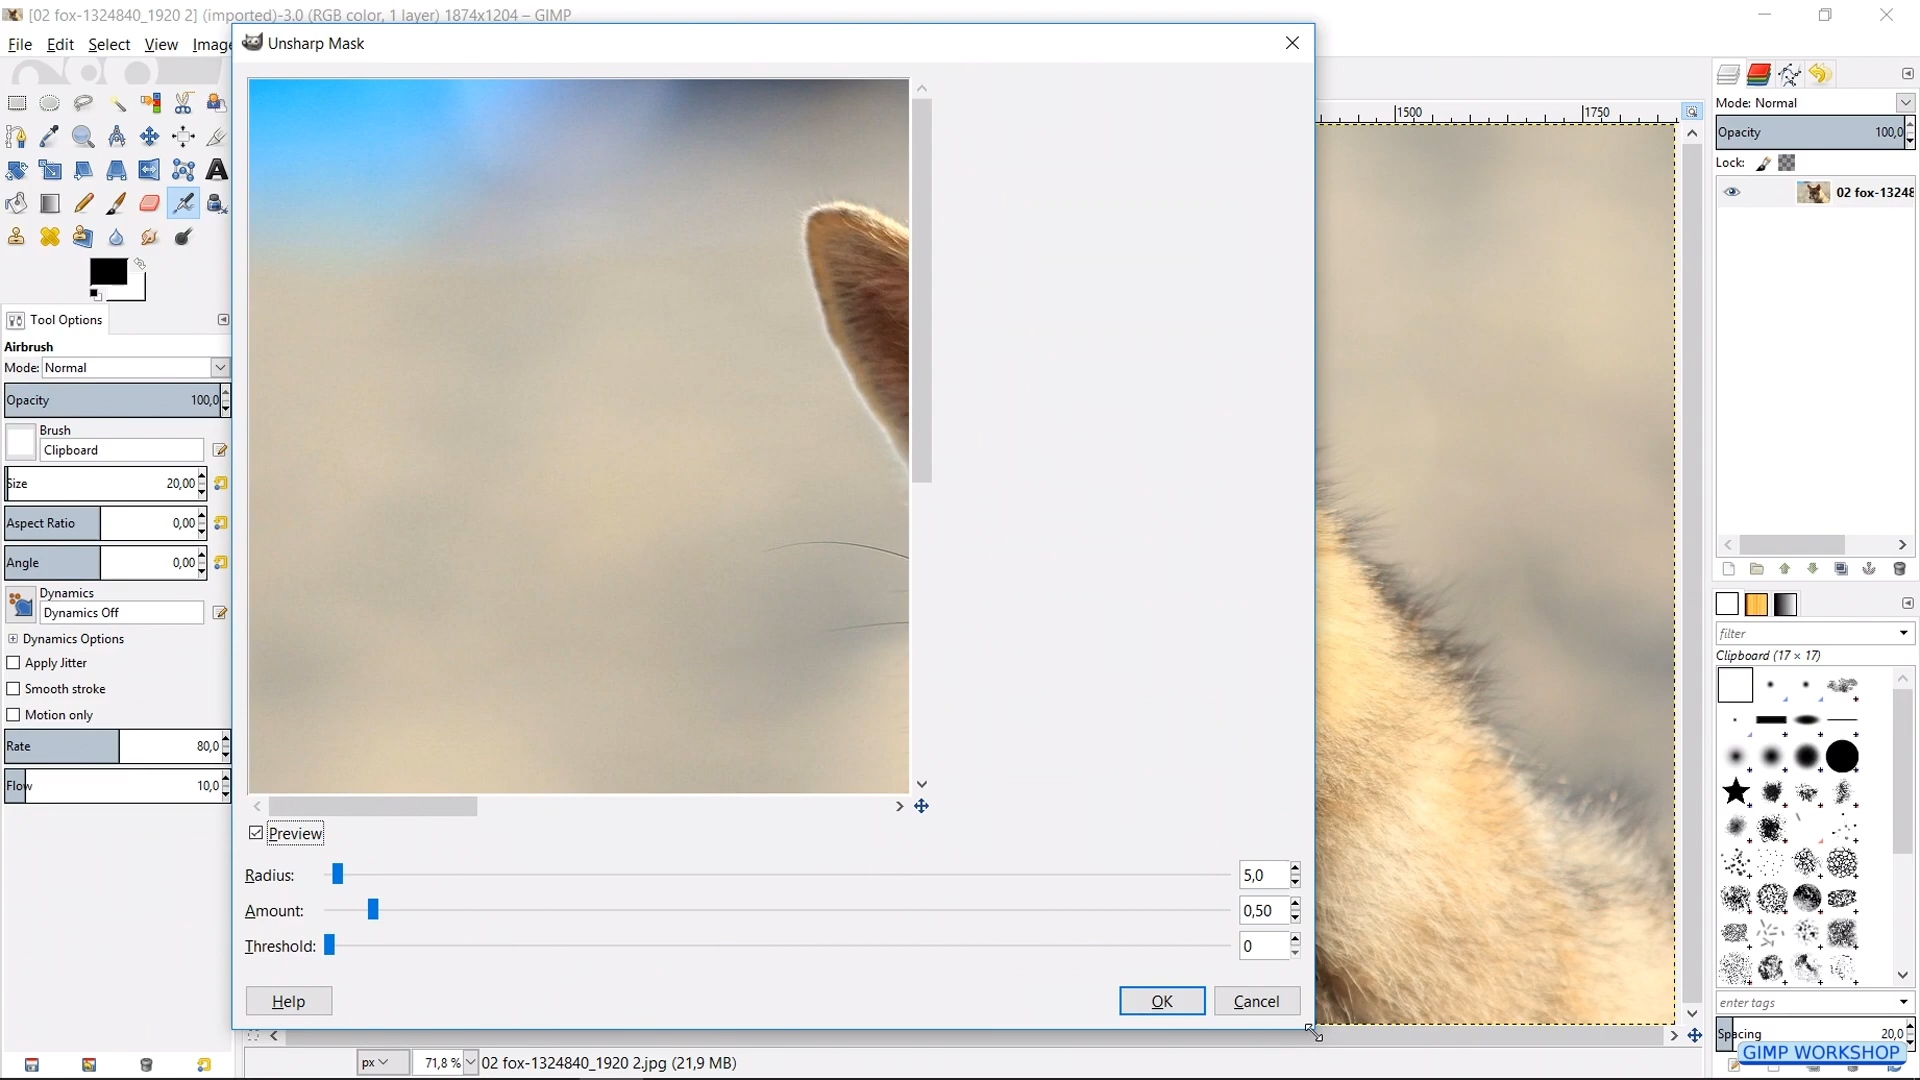 [02 fox-1324840_1920 2] (imported)-3.0 (RGB color, 1 layer) 1874x1204 – GIMP
File Edit Select View Image
Unsharp Mask
1500 1750
Mode: Normal
Opacity 100,0
Lock:
02 fox-13248
Tool Options
Airbrush
Mode: Normal
Opacity 100,0
Brush
Clipboard
Size 20,00
Aspect Ratio 0,00
Angle 0,00
Dynamics
Dynamics Off
Dynamics Options
Apply Jitter
Smooth stroke
Motion only
Rate 80,0
Flow 10,0
Preview
Radius: 5,0
Amount: 0,50
Threshold: 0
Help OK Cancel
filter
Clipboard (17 × 17)
enter tags
Spacing 20,0
GIMP WORKSHOP
px 71,8 % 02 fox-1324840_1920 2.jpg (21,9 MB)